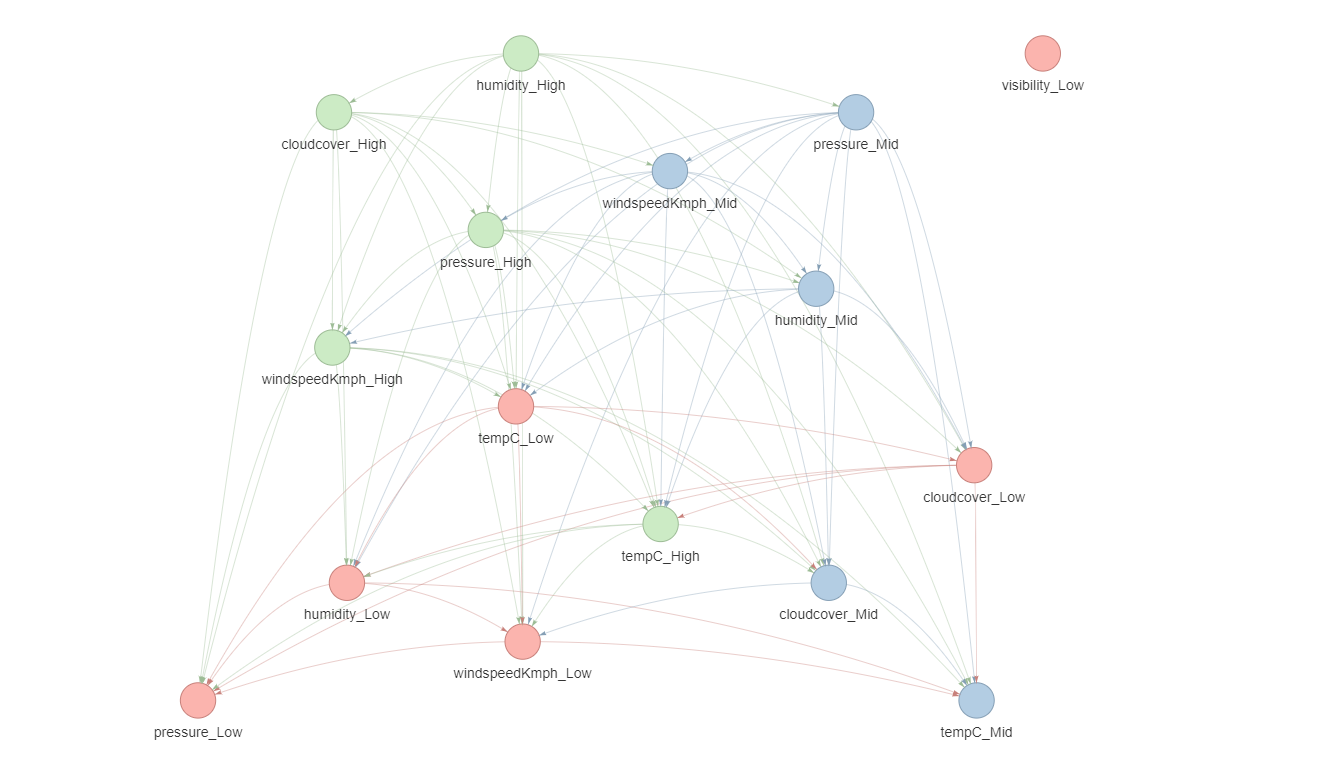 humidity_High
visibility_Low
cloudcover_High
pressure_Mid
windspeedKmph_Mid
pressure_High
humidity_Mid
windspeedKmph_High
tempC_Low
cloudcover_Low
tempC_High
humidity_Low
cloudcover_Mid
windspeedKmph_Low
pressure_Low
tempC_Mid